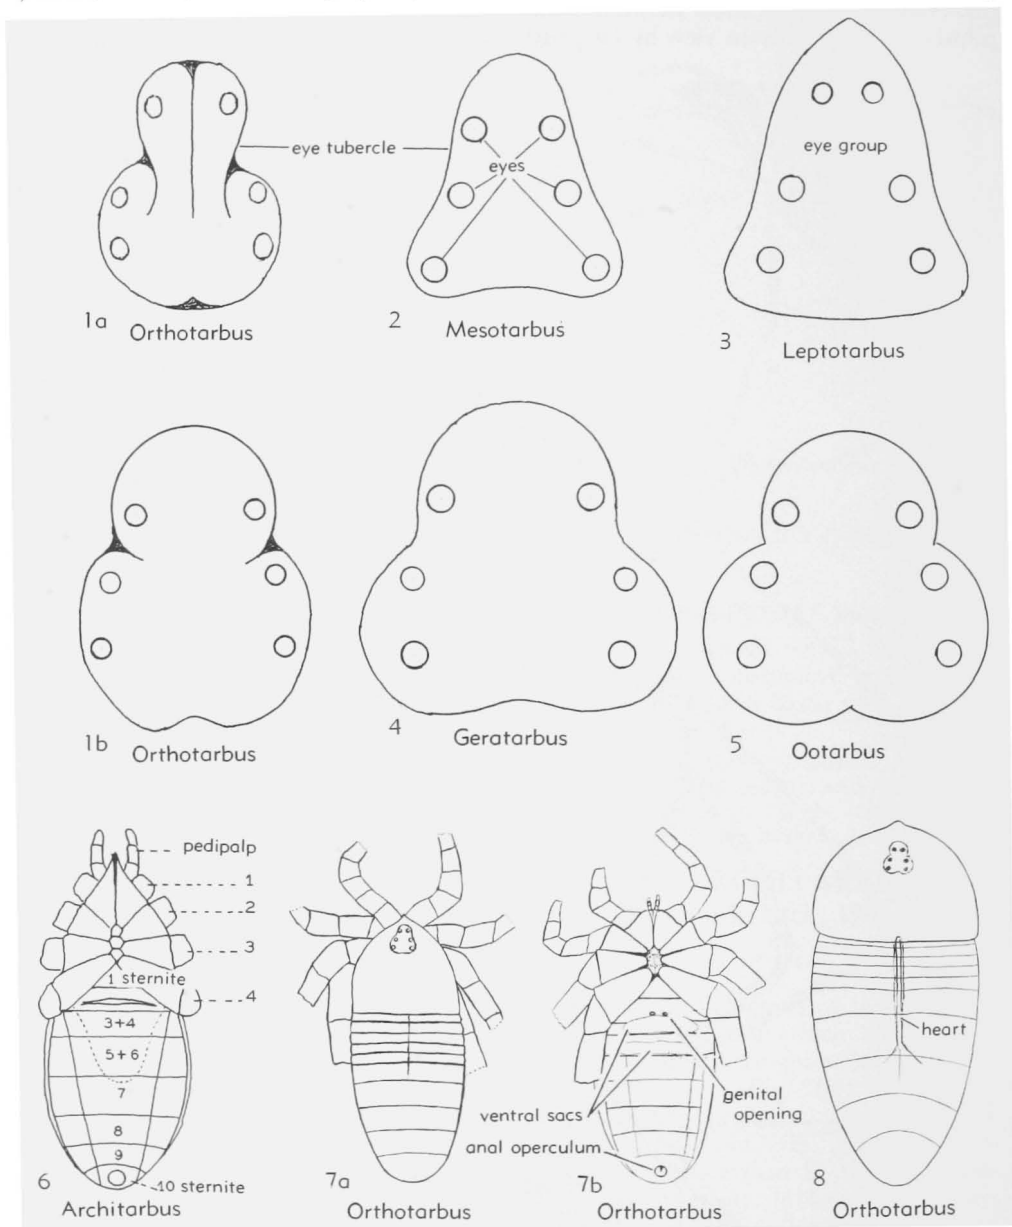 eye tubercle
eyes
eye group
1a Orthotarbus
2 Mesotarbus
3 Leptotarbus
1b Orthotarbus
4 Geratarbus
5 Ootarbus
pedipalp
1
2
3
1 sternite
4
3+4
5+6
7
8
9
10 sternite
6 Architarbus
7a Orthotarbus
ventral sacs
genital opening
anal operculum
7b Orthotarbus
heart
8 Orthotarbus